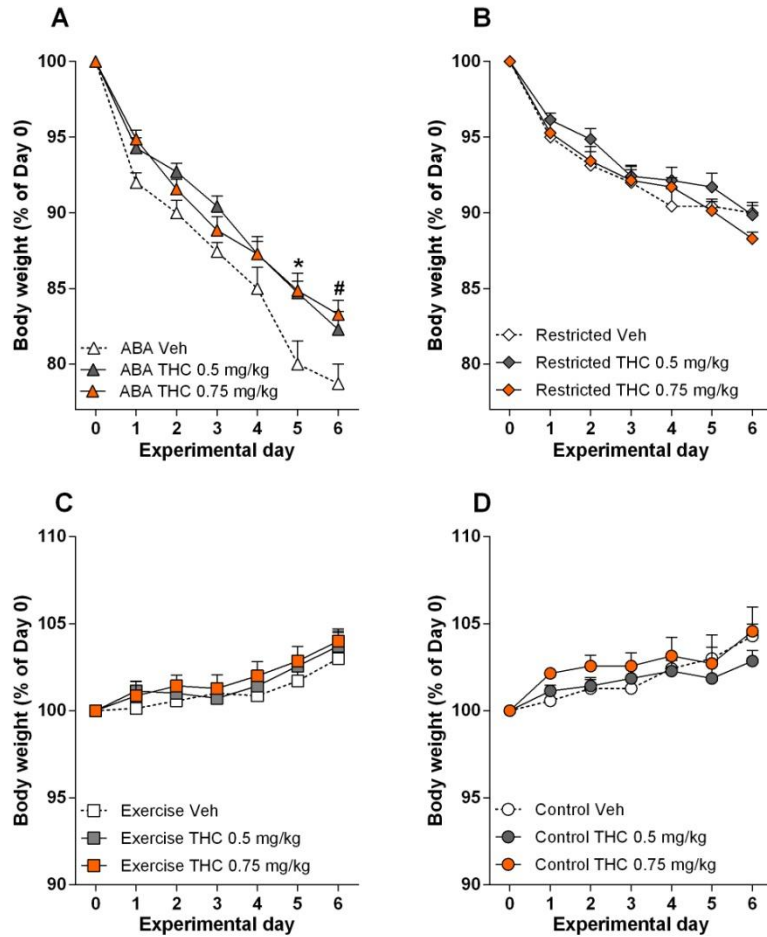 A
Body weight (% of Day 0)
100
95
90
85
80
*
#
ABA Veh
ABA THC 0.5 mg/kg
ABA THC 0.75 mg/kg
0 1 2 3 4 5 6
Experimental day
B
Body weight (% of Day 0)
100
95
90
85
80
Restricted Veh
Restricted THC 0.5 mg/kg
Restricted THC 0.75 mg/kg
0 1 2 3 4 5 6
Experimental day
C
Body weight (% of Day 0)
110
105
100
95
90
Exercise Veh
Exercise THC 0.5 mg/kg
Exercise THC 0.75 mg/kg
0 1 2 3 4 5 6
Experimental day
D
Body weight (% of Day 0)
110
105
100
95
90
Control Veh
Control THC 0.5 mg/kg
Control THC 0.75 mg/kg
0 1 2 3 4 5 6
Experimental day